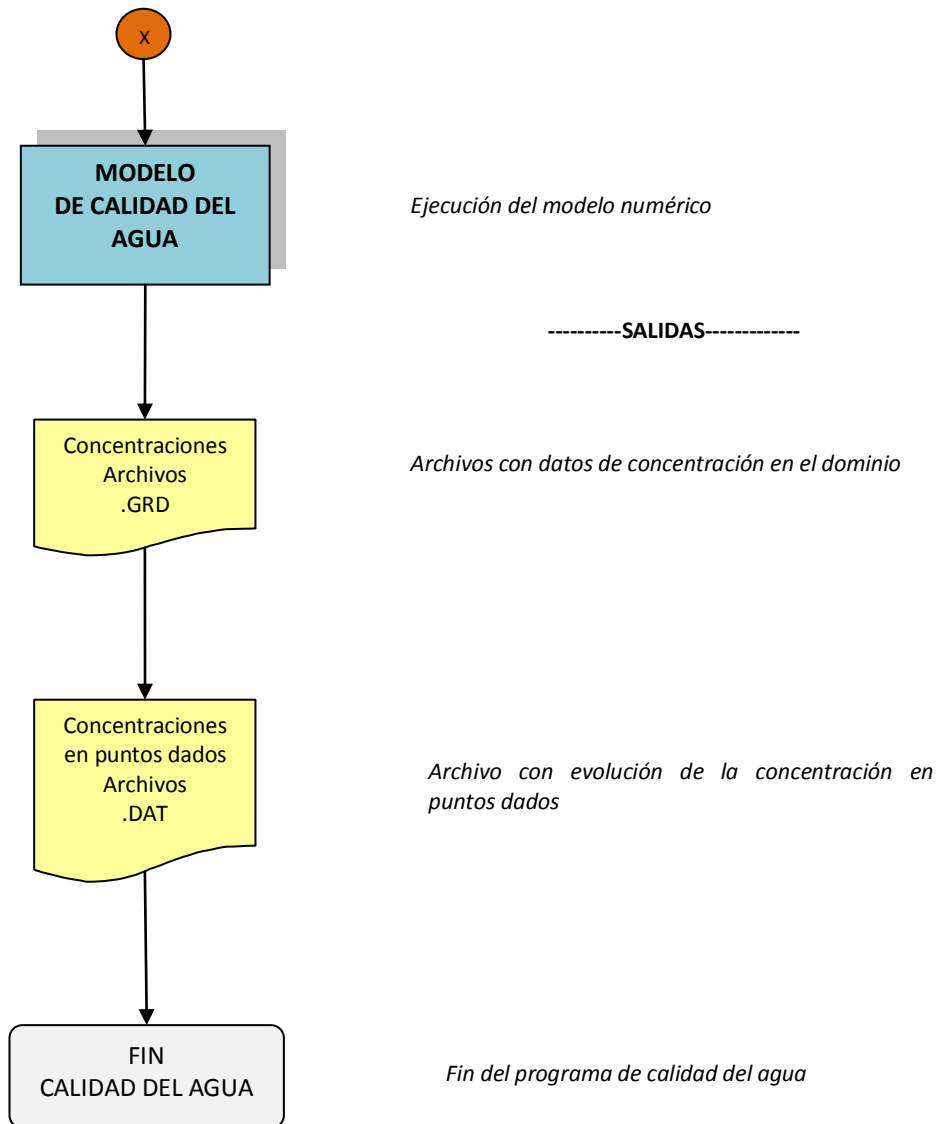 X
MODELO
DE CALIDAD DEL
AGUA
Ejecución del modelo numérico
----------SALIDAS-------------
Concentraciones
Archivos
.GRD
Archivos con datos de concentración en el dominio
Concentraciones
en puntos dados
Archivos
.DAT
Archivo con evolución de la concentración en
puntos dados
FIN
CALIDAD DEL AGUA
Fin del programa de calidad del agua